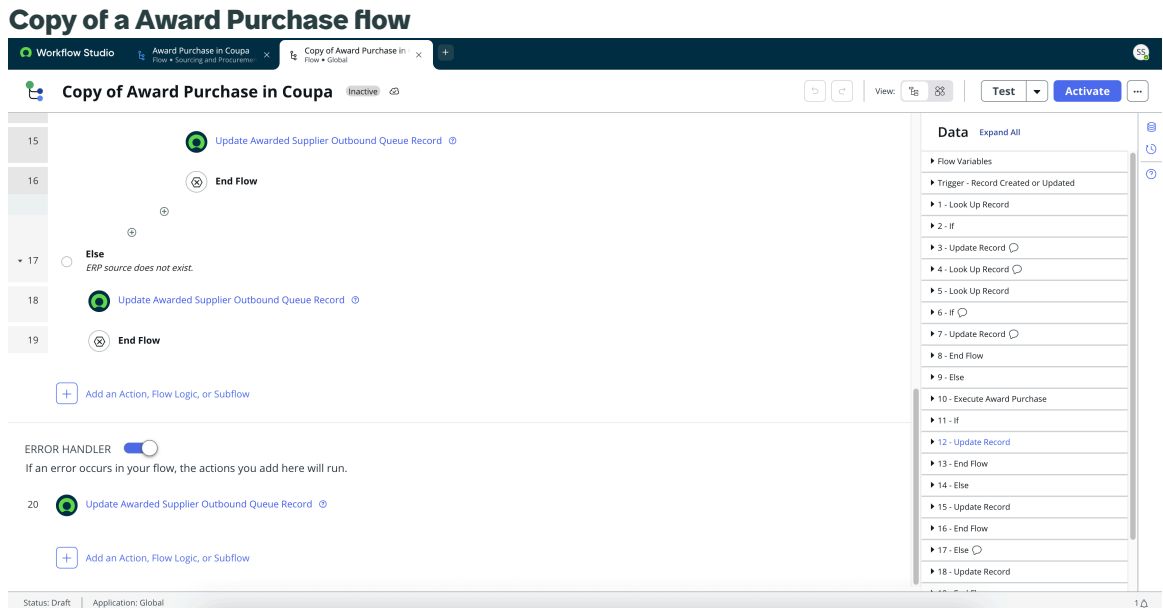 Copy of a Award Purchase flow
Workflow Studio
Award Purchase in Coupa
Flow • Sourcing and Procuremen
Copy of Award Purchase in
Flow • Global
SS
Copy of Award Purchase in Coupa
Inactive
View:
Test
Activate
15
Update Awarded Supplier Outbound Queue Record
16
End Flow
17
Else
ERP source does not exist.
18
Update Awarded Supplier Outbound Queue Record
19
End Flow
Add an Action, Flow Logic, or Subflow
ERROR HANDLER
If an error occurs in your flow, the actions you add here will run.
20
Update Awarded Supplier Outbound Queue Record
Add an Action, Flow Logic, or Subflow
Data
Expand All
Flow Variables
Trigger - Record Created or Updated
1 - Look Up Record
2 - If
3 - Update Record
4 - Look Up Record
5 - Look Up Record
6 - If
7 - Update Record
8 - End Flow
9 - Else
10 - Execute Award Purchase
11 - If
12 - Update Record
13 - End Flow
14 - Else
15 - Update Record
16 - End Flow
17 - Else
18 - Update Record
Status: Draft
Application: Global
1